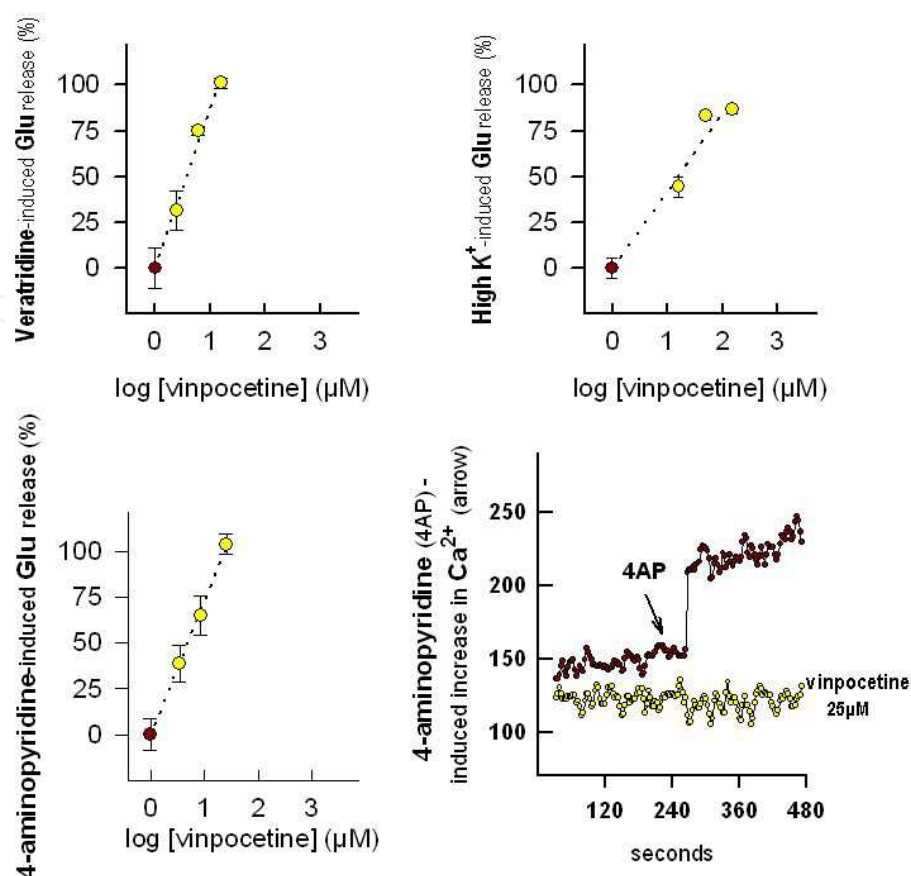 Veratridine-induced Glu release (%)
100
75
50
25
0
0 1 2 3
log [vinpocetine] (µM)
High K⁺-induced Glu release (%)
100
75
50
25
0
0 1 2 3
log [vinpocetine] (µM)
4-aminopyridine-induced Glu release (%)
100
75
50
25
0
0 1 2 3
log [vinpocetine] (µM)
4-aminopyridine (4AP) -
induced increase in Ca²⁺ (arrow)
250
200
150
100
4AP
vinpocetine
25µM
120 240 360 480
seconds